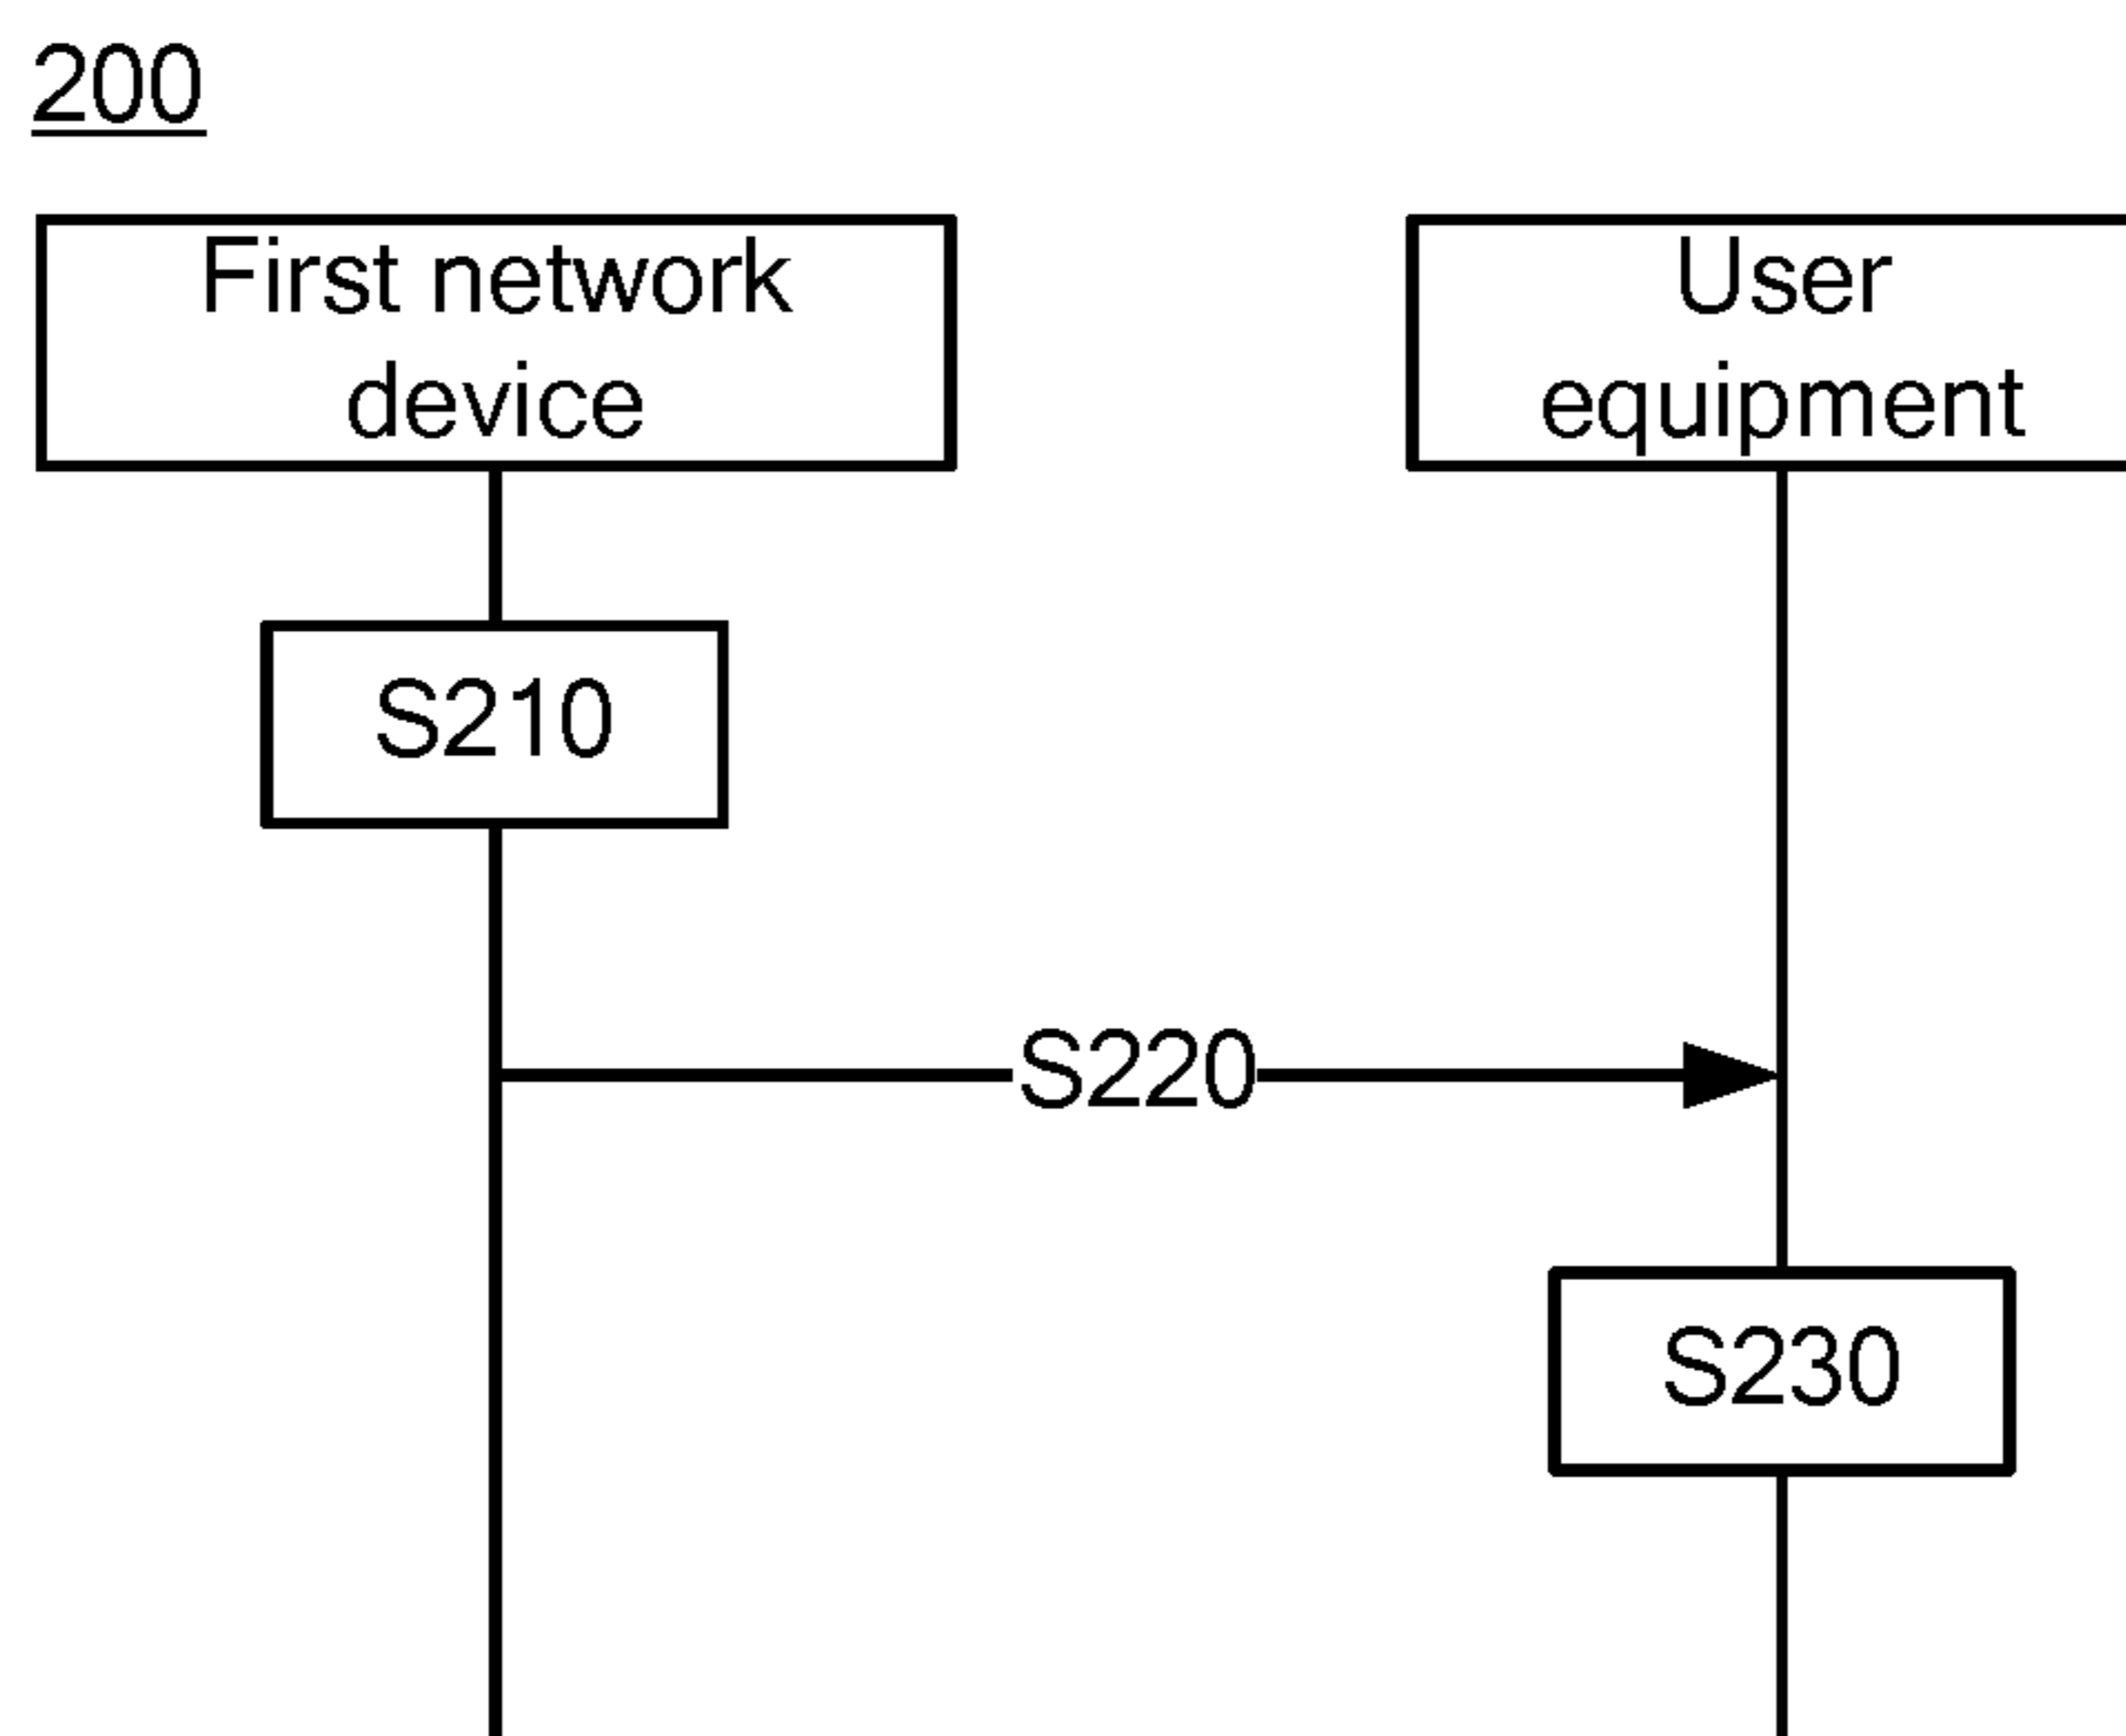 200
First network
device
User
equipment
S210
S220
S230